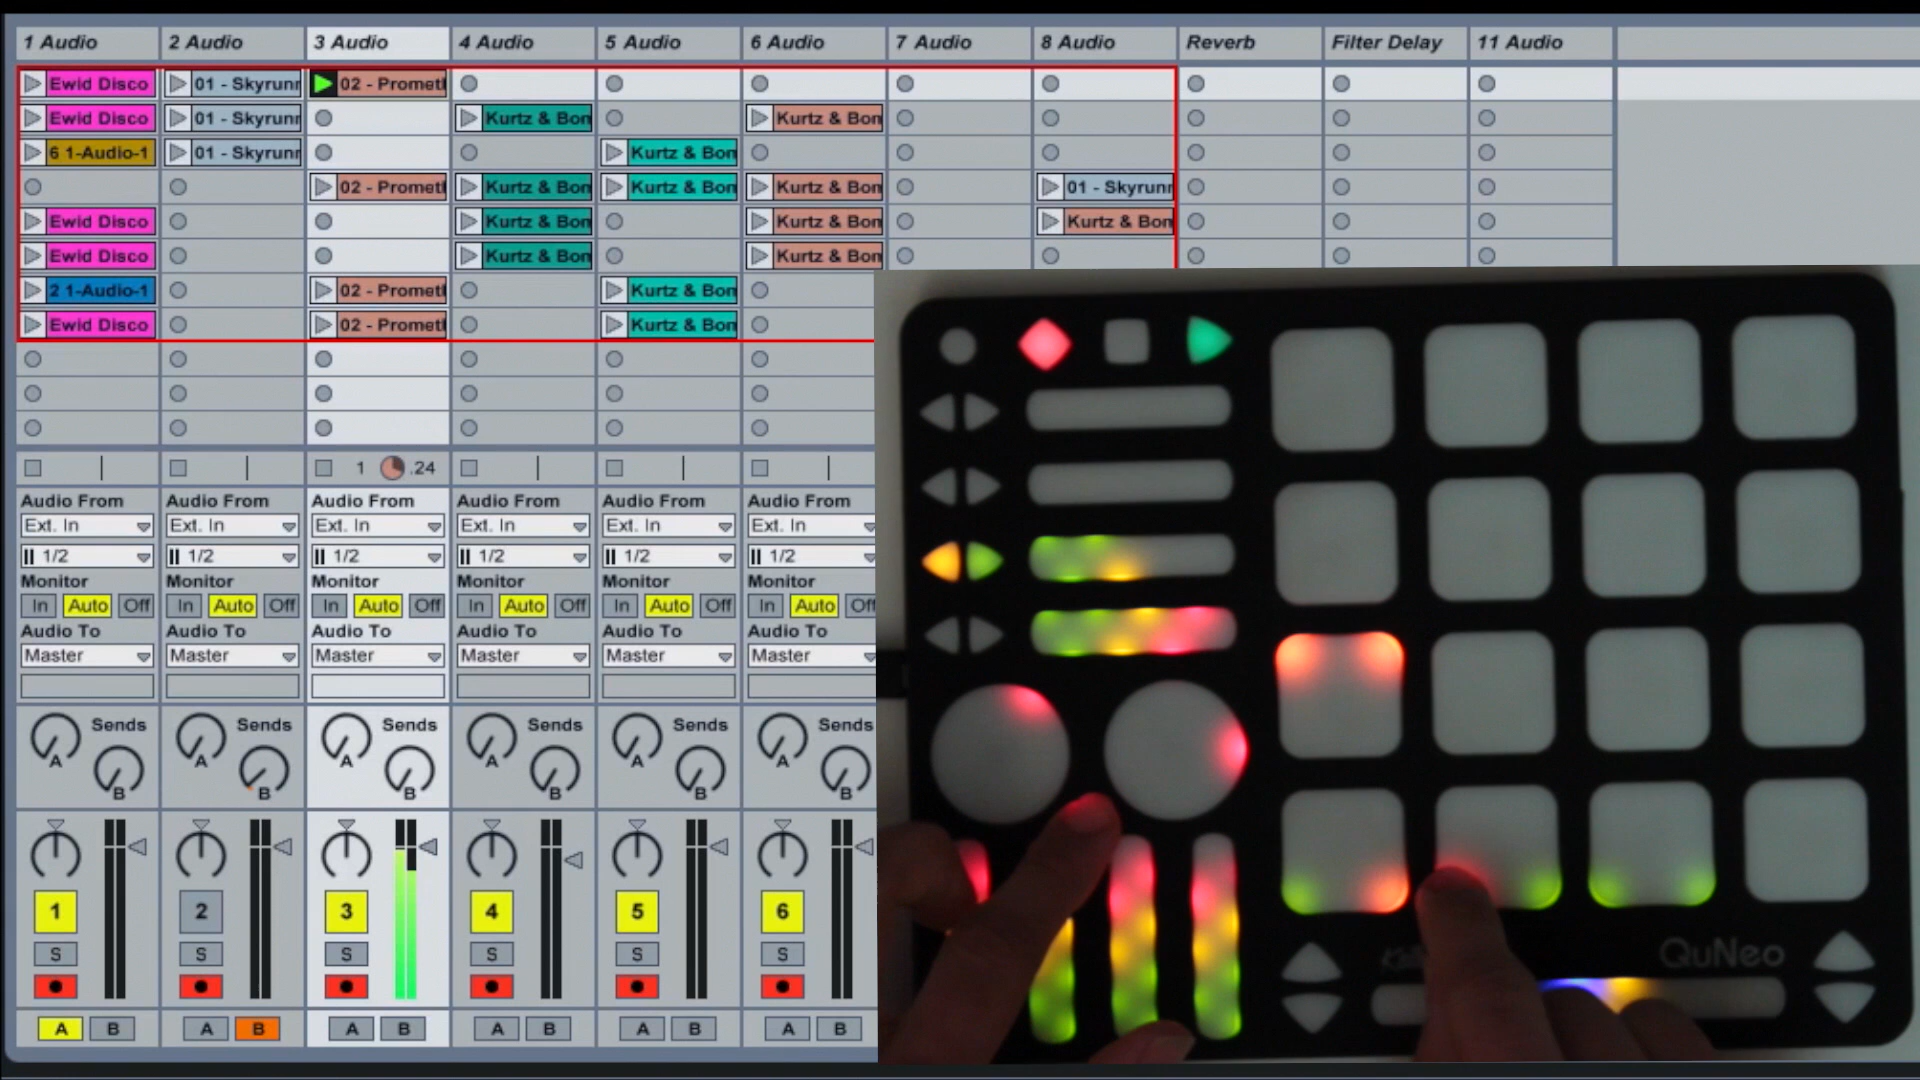 1 Audio 2 Audio 3 Audio 4 Audio 5 Audio 6 Audio 7 Audio 8 Audio Reverb Filter Delay 11 Audio
Ewid Disco 01 - Skyrunr 02 - Promet
Ewid Disco 01 - Skyrunr Kurtz & Bon Kurtz & Bon
6 1-Audio-1 01 - Skyrunr Kurtz & Bon
02 - Promet Kurtz & Bon Kurtz & Bon Kurtz & Bon 01 - Skyrunr
Ewid Disco Kurtz & Bon Kurtz & Bon Kurtz & Bon
Ewid Disco Kurtz & Bon Kurtz & Bon
2 1-Audio-1 02 - Promet Kurtz & Bon
Ewid Disco 02 - Promet Kurtz & Bon
1 .24
Audio From Audio From Audio From Audio From Audio From Audio From
Ext. In Ext. In Ext. In Ext. In Ext. In Ext. In
1/2 1/2 1/2 1/2 1/2 1/2
Monitor Monitor Monitor Monitor Monitor Monitor
In Auto Off In Auto Off In Auto Off In Auto Off In Auto Off In Auto Off
Audio To Audio To Audio To Audio To Audio To Audio To
Master Master Master Master Master Master
Sends Sends Sends Sends Sends Sends
A A A A A A
B B B B B B
1 2 3 4 5 6
S S S S S S
QuNeo
A B A B A B A B A B A B